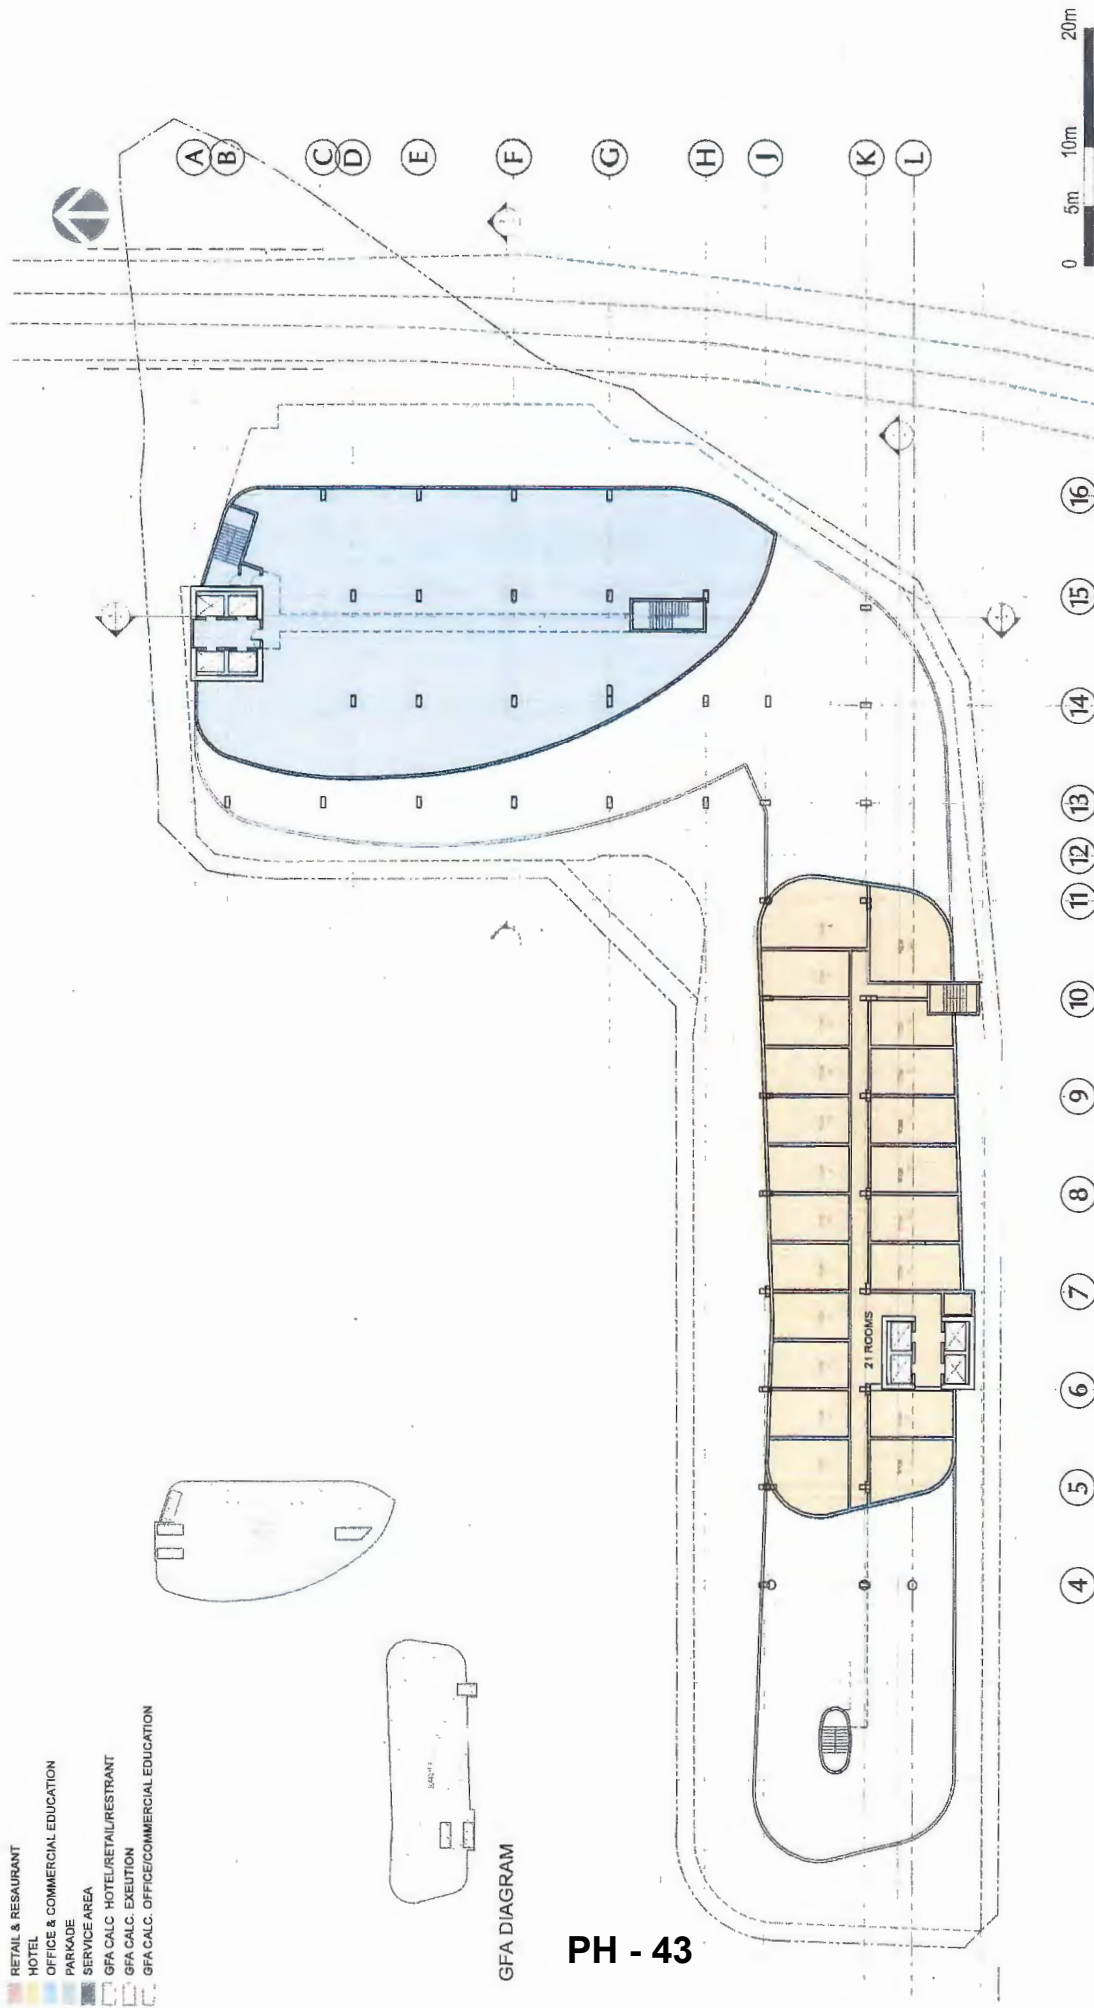 RETAIL & RESAURANT
HOTEL
OFFICE & COMMERCIAL EDUCATION
PARKADE
SERVICE AREA
GFA CALC HOTEL/RETAIL/RESTRANT
GFA CALC. EXEUTION
GFA CALC. OFFICE/COMMERCIAL EDUCATION
GFA DIAGRAM
21 ROOMS
A
B
C
D
E
F
G
H
J
K
L
4
5
6
7
8
9
10
11
12
13
14
15
16
0 5m 10m 20m
PH - 43